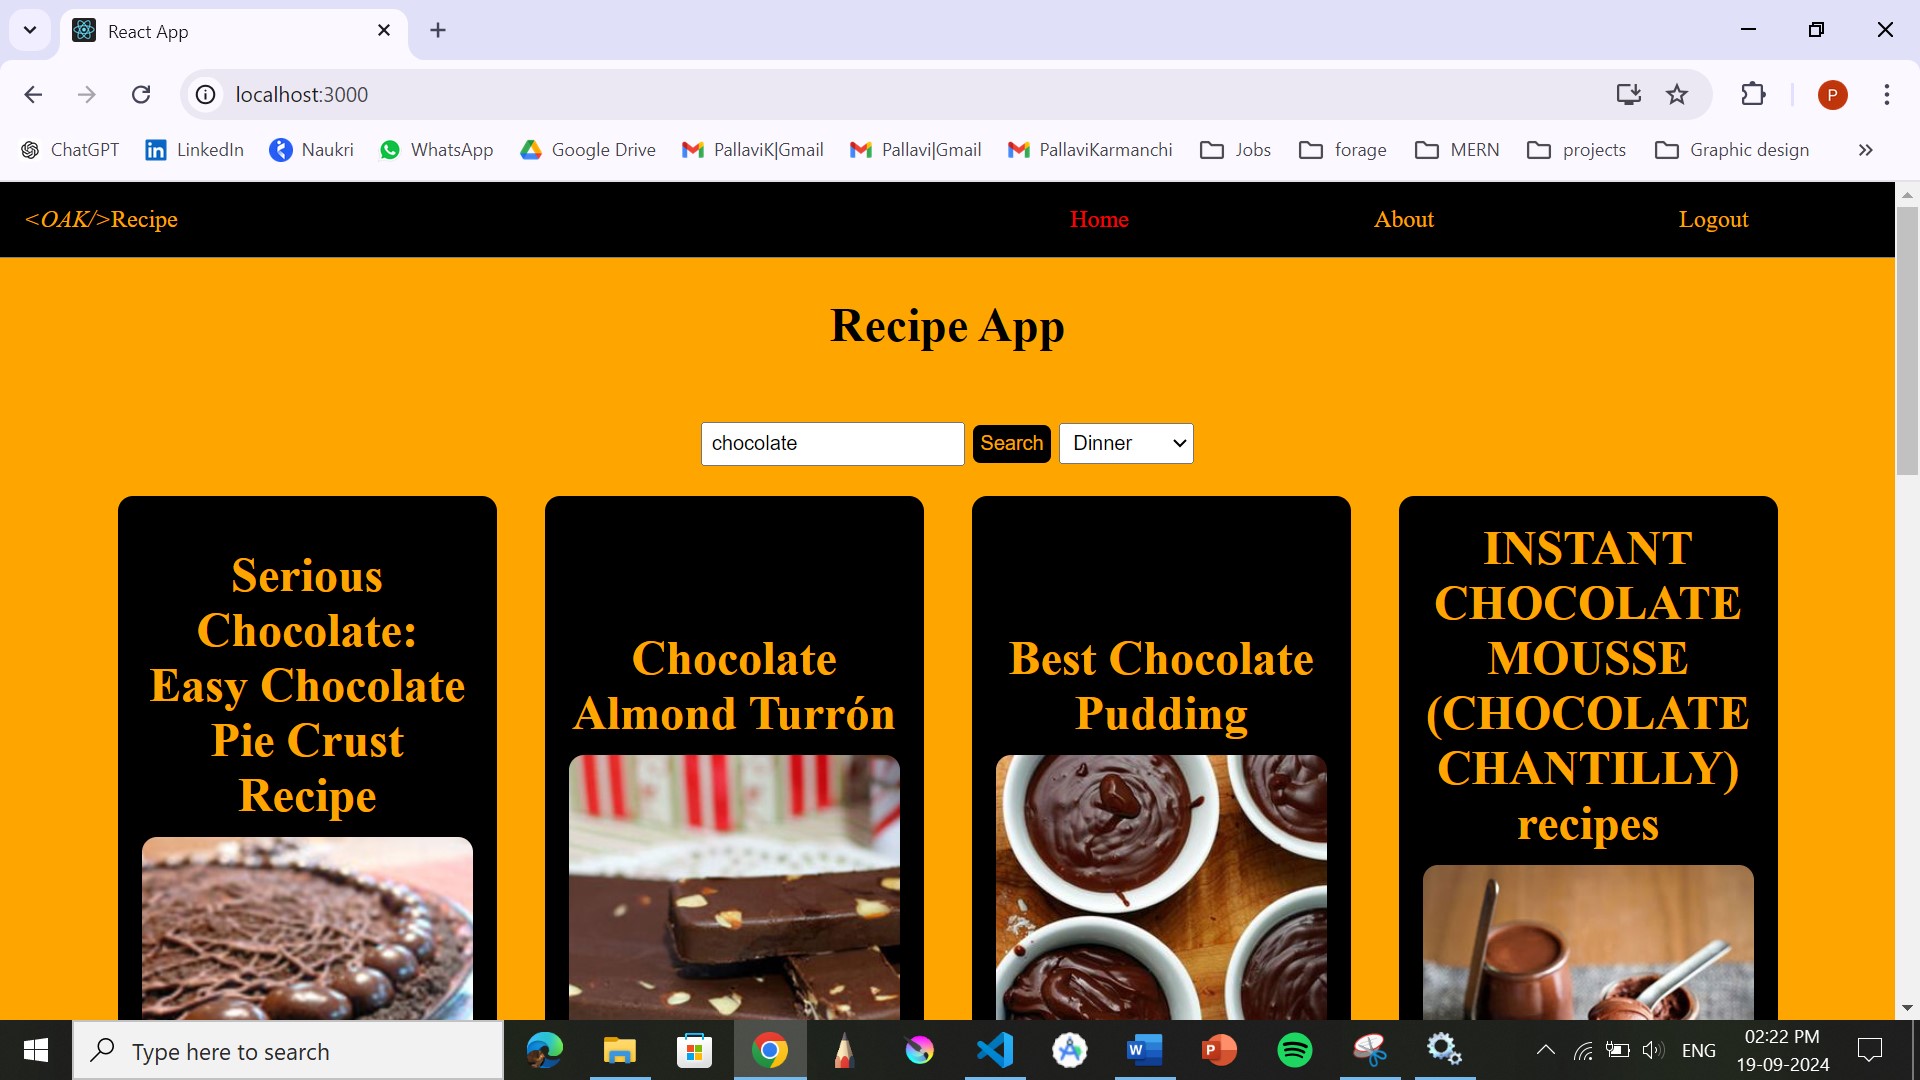 React App
localhost:3000
ChatGPT LinkedIn Naukri WhatsApp Google Drive PallaviK|Gmail Pallavi|Gmail PallaviKarmanchi Jobs forage MERN projects Graphic design
P
<OAK/>Recipe Home About Logout
Recipe App
chocolate Search Dinner
Serious
Chocolate:
Easy Chocolate
Pie Crust
Recipe
Chocolate
Almond Turrón
Best Chocolate
Pudding
INSTANT
CHOCOLATE
MOUSSE
(CHOCOLATE
CHANTILLY)
recipes
Type here to search
W
P
ENG
02:22 PM
19-09-2024